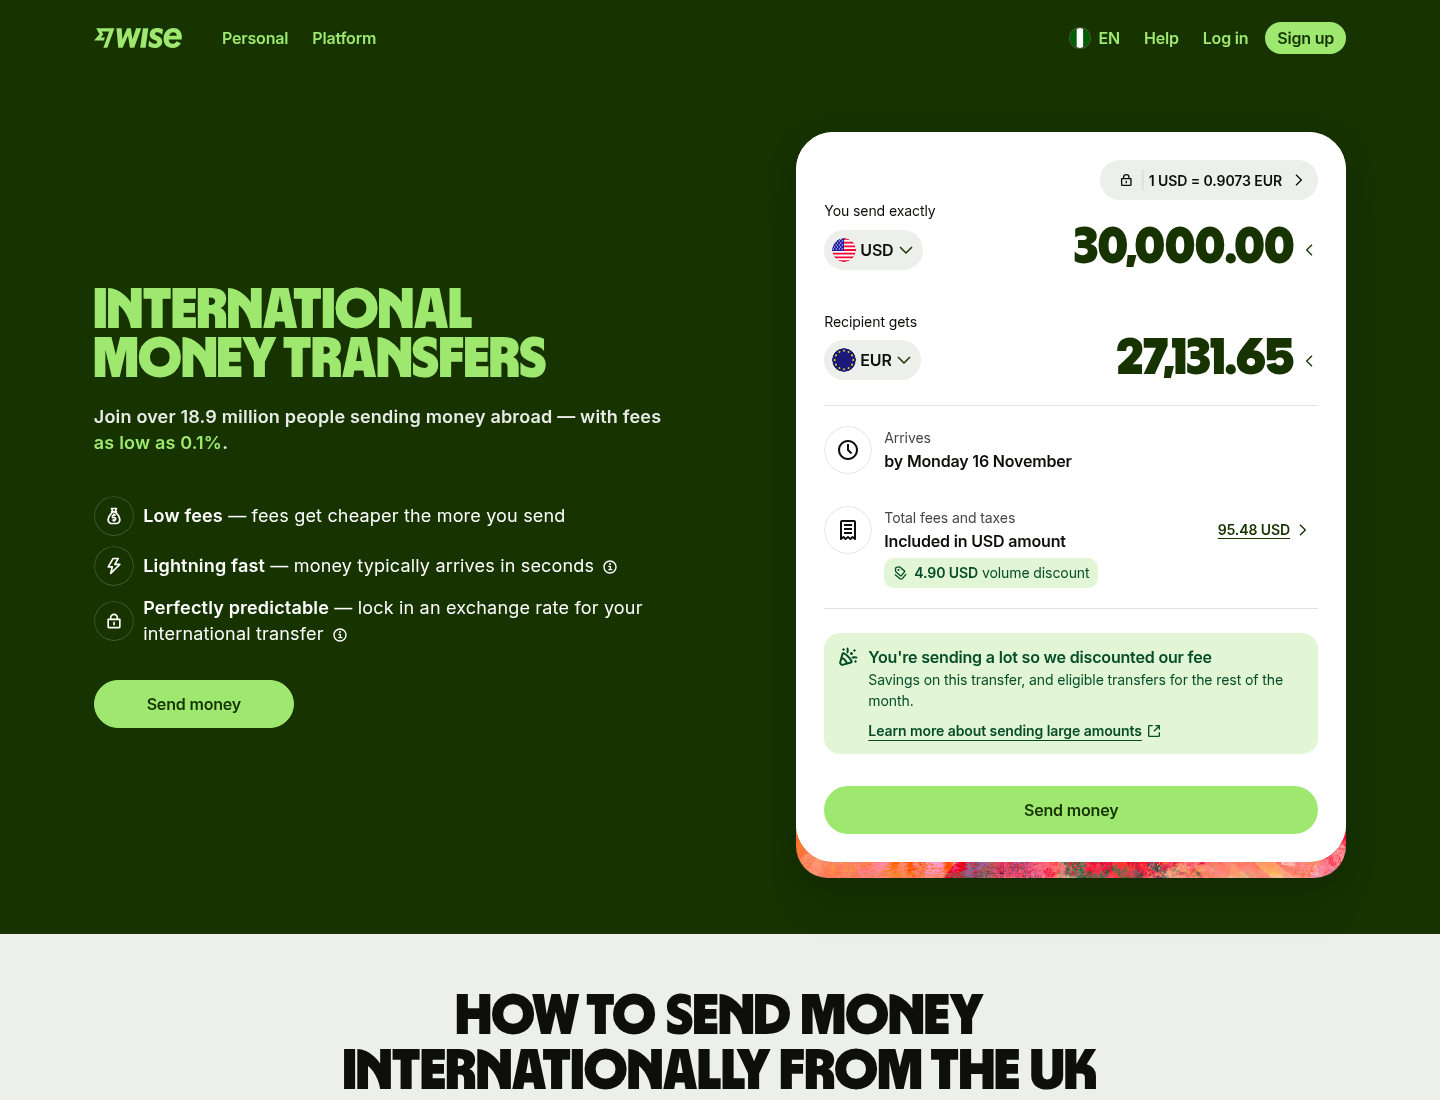 wise
Personal
Platform
EN
Help
Log in
Sign up
INTERNATIONAL
MONEY TRANSFERS
Join over 18.9 million people sending money abroad — with fees
as low as 0.1%.
Low fees — fees get cheaper the more you send
Lightning fast — money typically arrives in seconds
Perfectly predictable — lock in an exchange rate for your
international transfer
Send money
1 USD = 0.9073 EUR
You send exactly
USD
30,000.00
Recipient gets
EUR
27,131.65
Arrives
by Monday 16 November
Total fees and taxes
Included in USD amount
95.48 USD
4.90 USD volume discount
You're sending a lot so we discounted our fee
Savings on this transfer, and eligible transfers for the rest of the
month.
Learn more about sending large amounts
Send money
HOW TO SEND MONEY
INTERNATIONALLY FROM THE UK